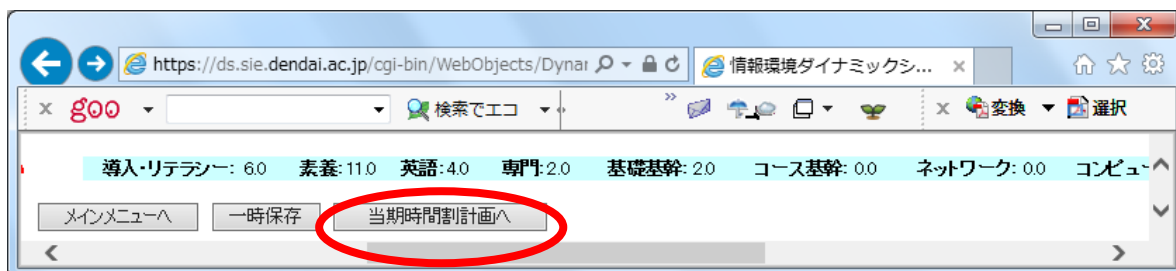 https://ds.sie.dendai.ac.jp/cgi-bin/WebObjects/Dynar
情報環境ダイナミックシ... ×
× goo 検索でエコ » × 変換 選択
導入・リテラシー: 6.0 素養: 11.0 英語: 4.0 専門: 2.0 基礎基幹: 2.0 コース基幹: 0.0 ネットワーク: 0.0 コンピュー
メインメニューへ 一時保存 当期時間割計画へ